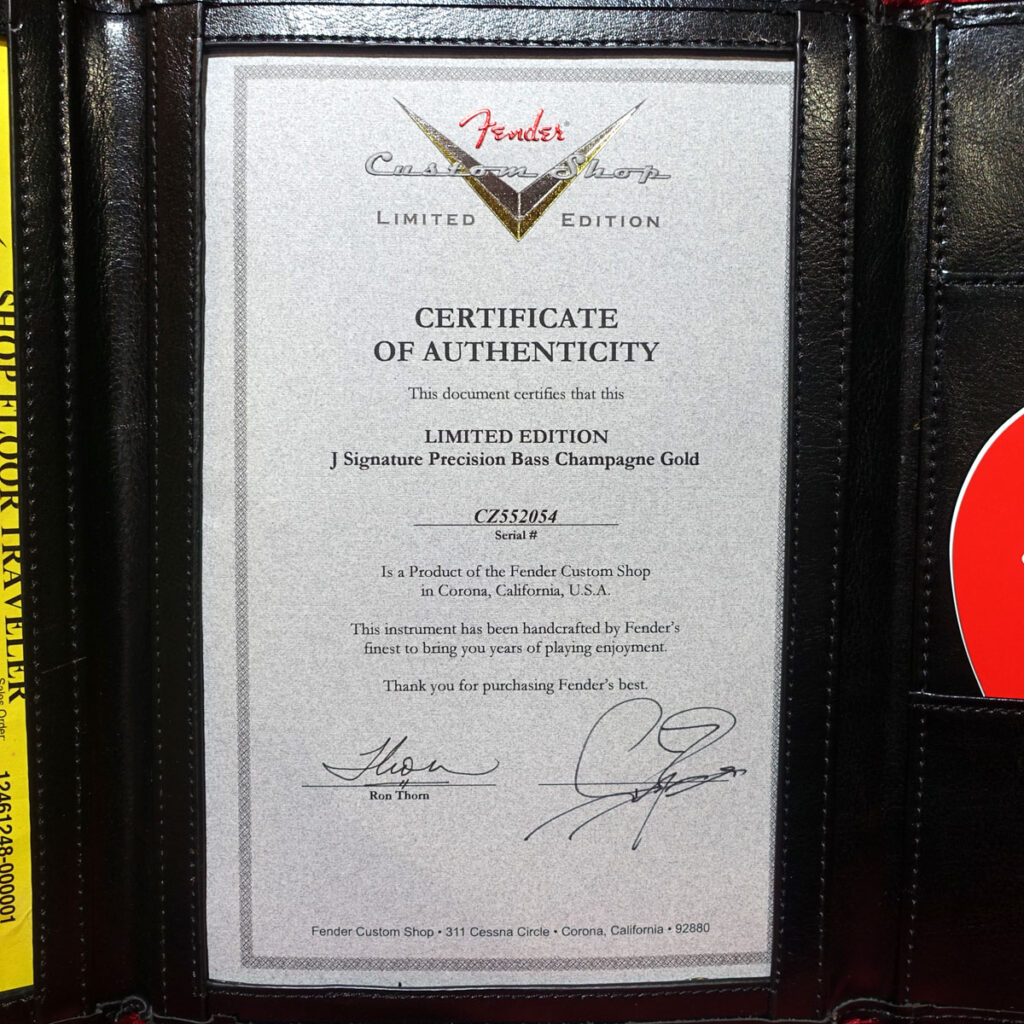 SHOP FLOOR TRAVELER
Sales Order:
12461248-000001
Fender
Custom Shop
LIMITED EDITION
CERTIFICATE
OF AUTHENTICITY
This document certifies that this
LIMITED EDITION
J Signature Precision Bass Champagne Gold
CZ552054
Serial #
Is a Product of the Fender Custom Shop
in Corona, California, U.S.A.
This instrument has been handcrafted by Fender's
finest to bring you years of playing enjoyment.
Thank you for purchasing Fender's best.
Thorn
Ron Thorn
Fender Custom Shop • 311 Cessna Circle • Corona, California • 92880